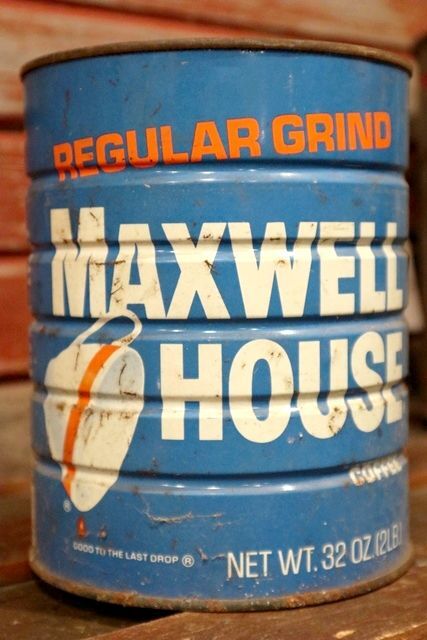 REGULAR GRIND
MAXWELL
HOUSE
COFFEE
®
GOOD TO THE LAST DROP ®
NET WT. 32 OZ. (2LB)